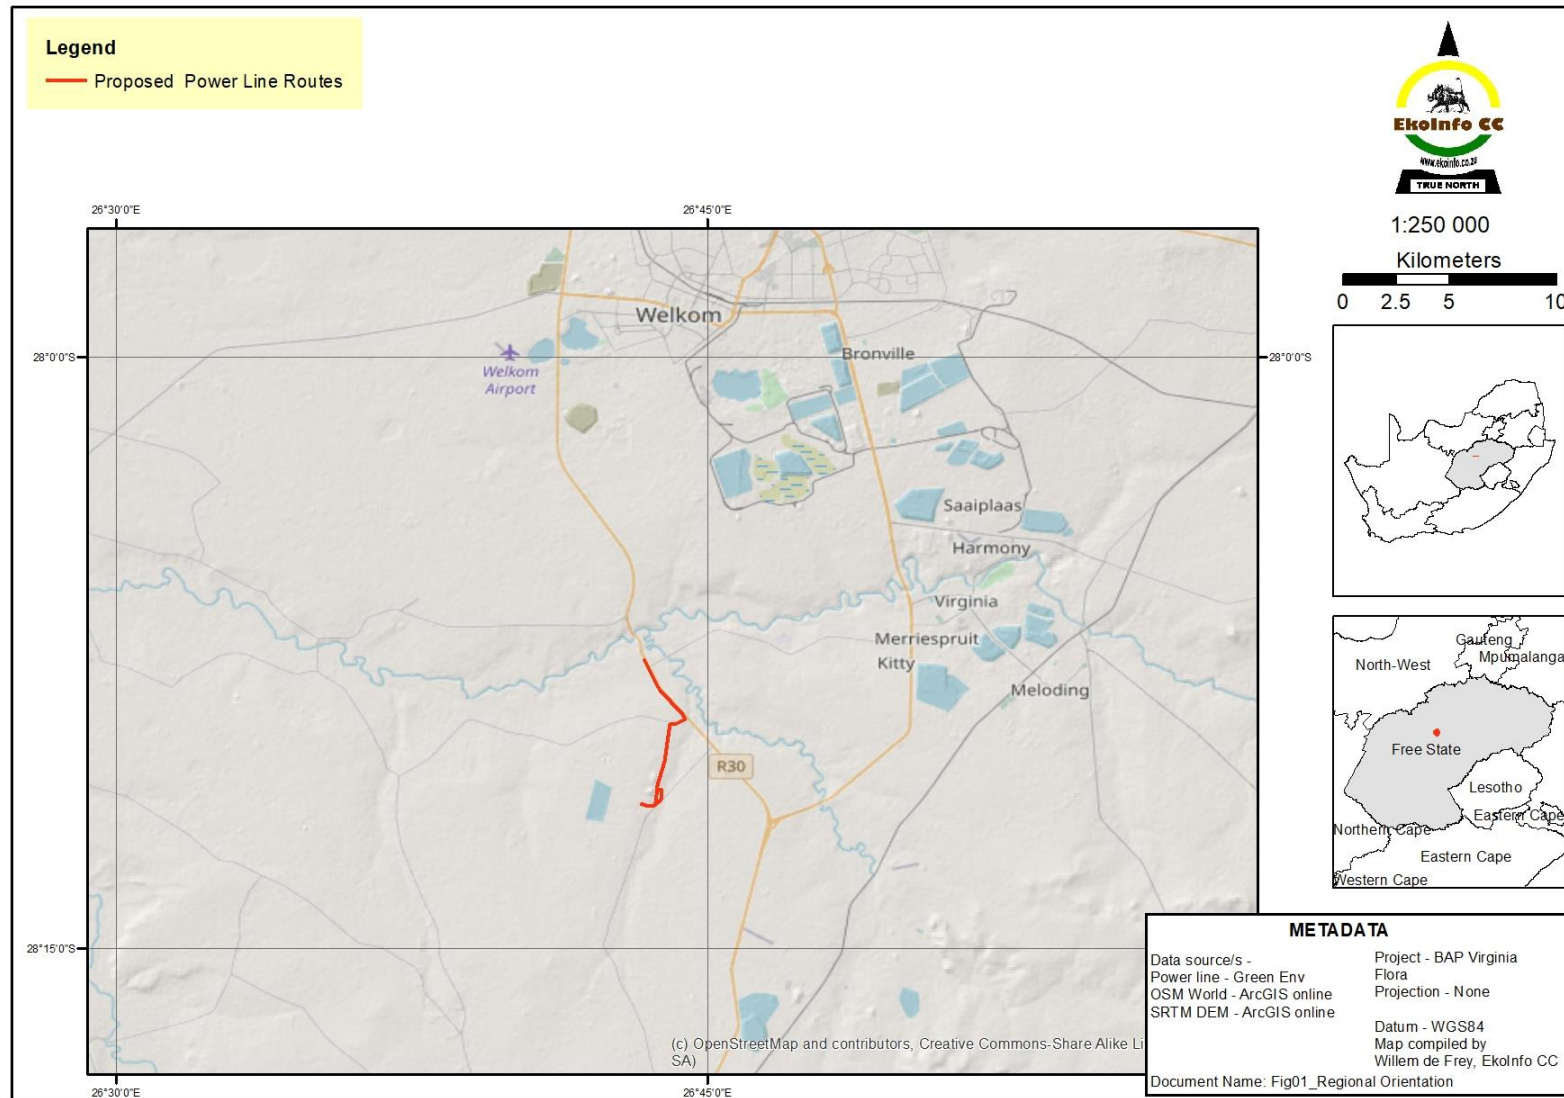 Legend
Proposed  Power Line Routes
EkoInfo CC
www.ekoinfo.co.za
TRUE NORTH
1:250 000
Kilometers
0 2.5 5 10
26°30'0"E 26°45'0"E
28°0'0"S 28°0'0"S
Welkom
Bronville
Welkom
Airport
Saaiplaas
Harmony
Virginia
Merriespruit
Kitty
Meloding
R30
28°15'0"S
(c) OpenStreetMap and contributors, Creative Commons-Share Alike Li
SA)
26°30'0"E 26°45'0"E
Gauteng
North-West
Mpumalanga
Free State
Lesotho
Eastern Cape
Northern Cape
Eastern Cape
Western Cape
METADATA
Data source/s -
Power line - Green Env
OSM World - ArcGIS online
SRTM DEM - ArcGIS online
Project - BAP Virginia
Flora
Projection - None
Datum - WGS84
Map compiled by
Willem de Frey, EkoInfo CC
Document Name: Fig01_Regional Orientation